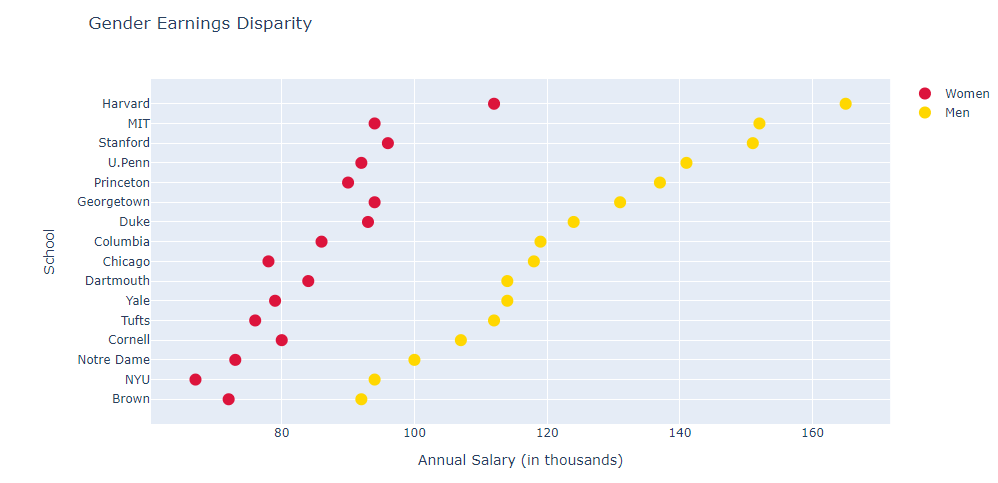 Gender Earnings Disparity
Women
Men
Harvard
MIT
Stanford
U.Penn
Princeton
Georgetown
Duke
Columbia
Chicago
Dartmouth
Yale
Tufts
Cornell
Notre Dame
NYU
Brown
School
80 100 120 140 160
Annual Salary (in thousands)